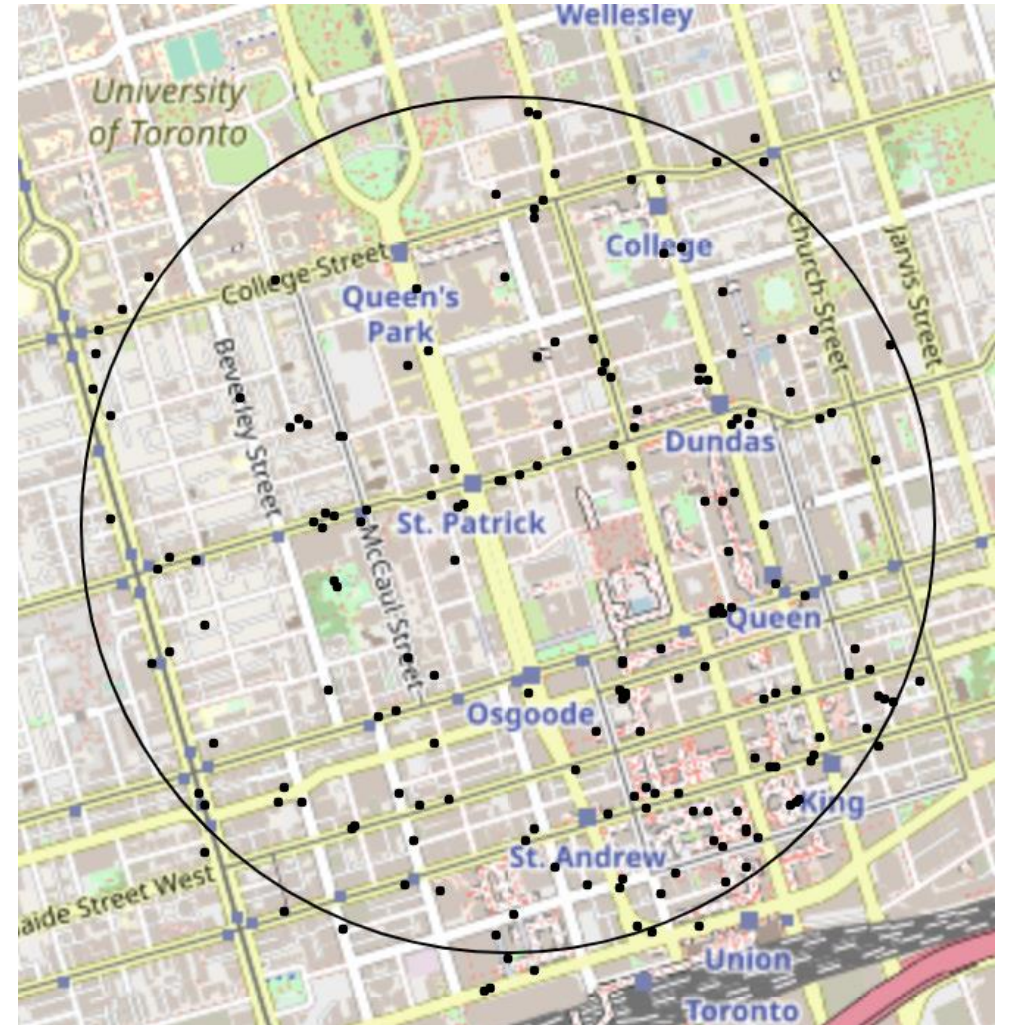 Wellesley
University
of Toronto
College
College Street
Church Street
Jarvis Street
Queen's
Park
Beverley Street
Dundas
St. Patrick
McCaul Street
Queen
Osgoode
King
St. Andrew
aide Street West
Union
Toronto